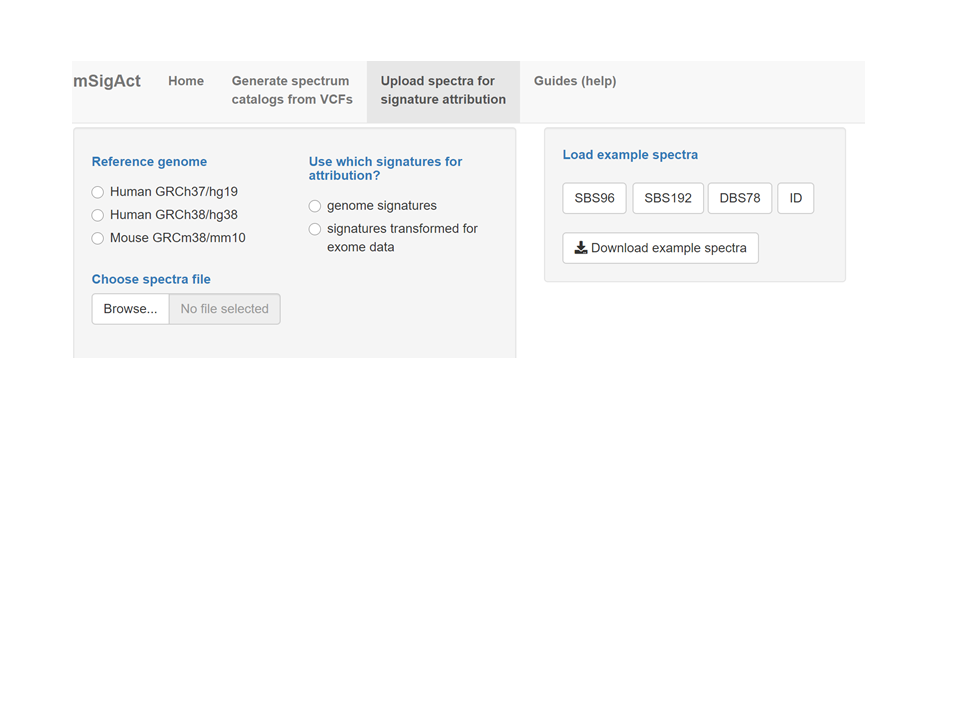 mSigAct
Home
Generate spectrum
catalogs from VCFs
Upload spectra for
signature attribution
Guides (help)
Reference genome
Human GRCh37/hg19
Human GRCh38/hg38
Mouse GRCm38/mm10
Use which signatures for
attribution?
genome signatures
signatures transformed for
exome data
Choose spectra file
Browse... No file selected
Load example spectra
SBS96 SBS192 DBS78 ID
Download example spectra